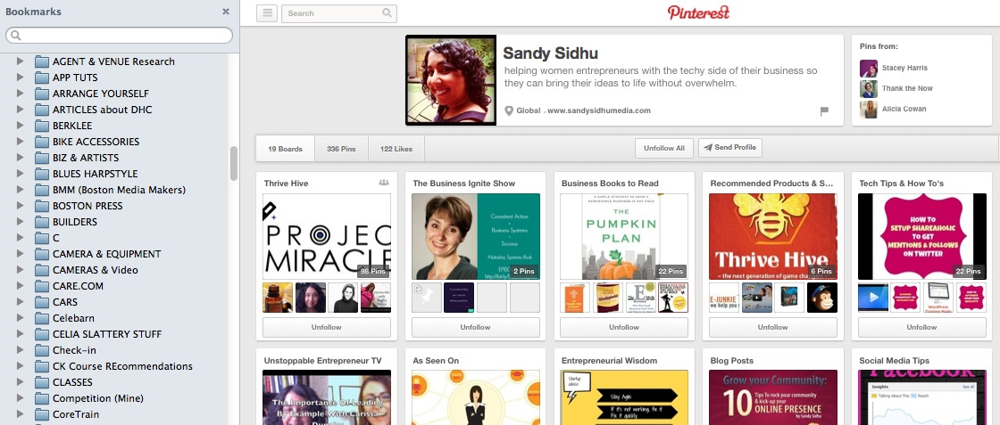 Bookmarks
AGENT & VENUE Research
APP TUTS
ARRANGE YOURSELF
ARTICLES about DHC
BERKLEE
BIKE ACCESSORIES
BIZ & ARTISTS
BLUES HARPSTYLE
BMM (Boston Media Makers)
BOSTON PRESS
BUILDERS
C
CAMERA & EQUIPMENT
CAMERAS & Video
CARE.COM
CARS
Celebarn
CELIA SLATTERY STUFF
Check-in
CK Course REcommendations
CLASSES
Competition (Mine)
CoreTrain
Search
Pinterest
Sandy Sidhu
helping women entrepreneurs with the techy side of their business so
they can bring their ideas to life without overwhelm.
Global . www.sandysidhumedia.com
Pins from:
Stacey Harris
Thank the Now
Alicia Cowan
19 Boards
336 Pins
122 Likes
Unfollow All
Send Profile
Thrive Hive
PROJEC
MIRACLE
98 Pins
Unfollow
The Business Ignite Show
Consistent Action
+
Business Systems
=
Success
-Natasha, Systems Rock
2 Pins
Unfollow
Business Books to Read
THE
PUMPKIN
PLAN
22 Pins
Unfollow
Recommended Products & S...
Thrive Hive
– the next generation of game cha
6 Pins
E-JUNKIE
we help you
Unfollow
Tech Tips & How To's
HOW TO
SETUP SHAREAHOLIC
TO GET
MENTIONS & FOLLOWS
ON TWITTER
22 Pins
Unfollow
Unstoppable Entrepreneur TV
The Importance Of Leading
By Example With Carissa
As Seen On
Entrepreneurial Wisdom
Startup
advice
Stay Agile
If it's not working, fix it.
Fix it quickly
Blog Posts
Grow your Community:
10
Tips to rock your community
& kick-up your
ONLINE PRESENCE
by Sandy Sidhu
Social Media Tips
Facebook
Insights
See All
Talking About This
Reach